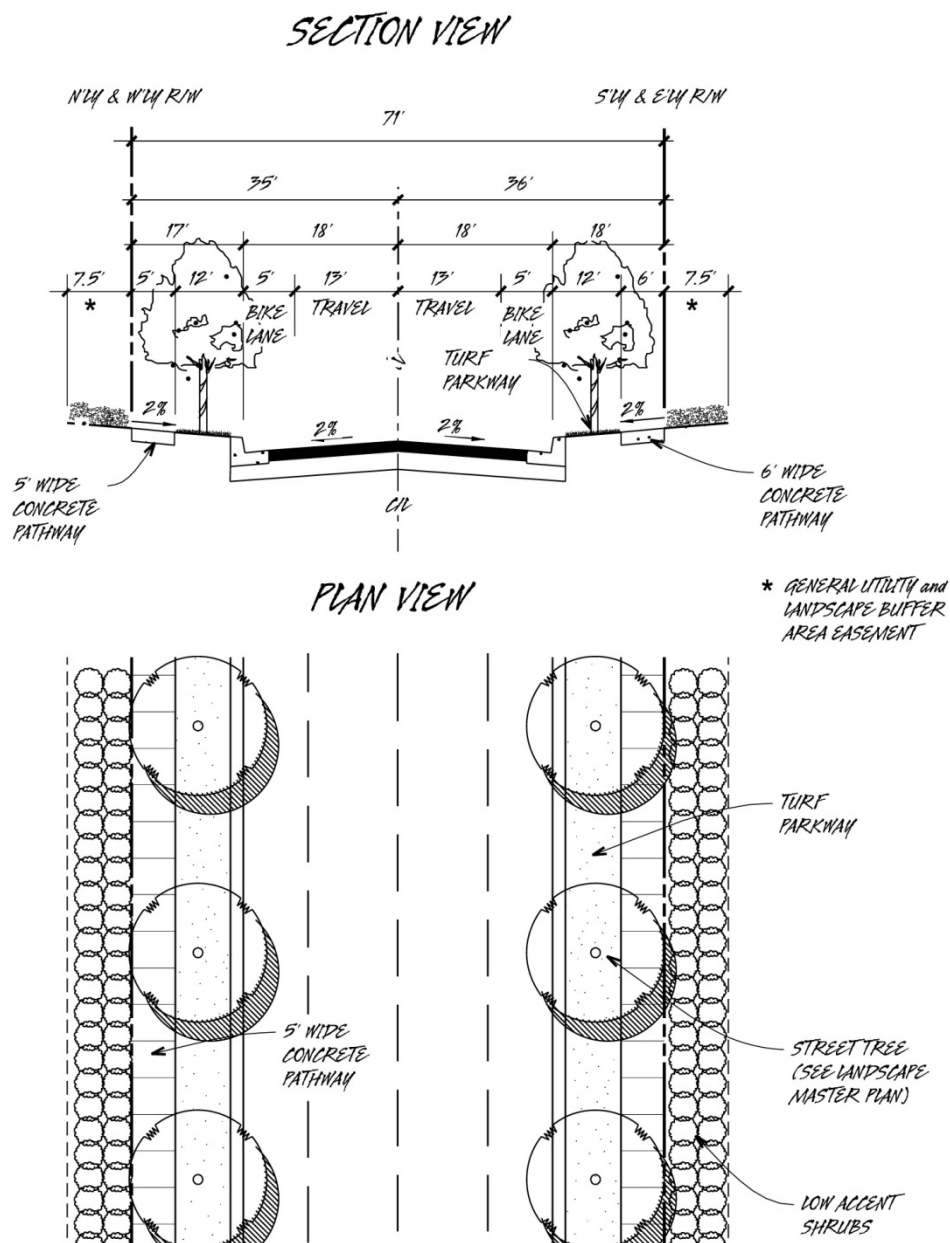 SECTION VIEW
N'LY & W'LY R/W
S'LY & E'LY R/W
71'
35'
36'
17'
18'
18'
18'
7.5'
5'
12'
5'
13'
13'
5'
12'
6'
7.5'
*
BIKE
LANE
TRAVEL
TRAVEL
BIKE
LANE
*
TURF
PARKWAY
2%
2%
2%
2%
5' WIDE
CONCRETE
PATHWAY
C/L
6' WIDE
CONCRETE
PATHWAY
PLAN VIEW
* GENERAL UTILITY and
LANDSCAPE BUFFER
AREA EASEMENT
TURF
PARKWAY
5' WIDE
CONCRETE
PATHWAY
STREET TREE
(SEE LANDSCAPE
MASTER PLAN)
LOW ACCENT
SHRUBS